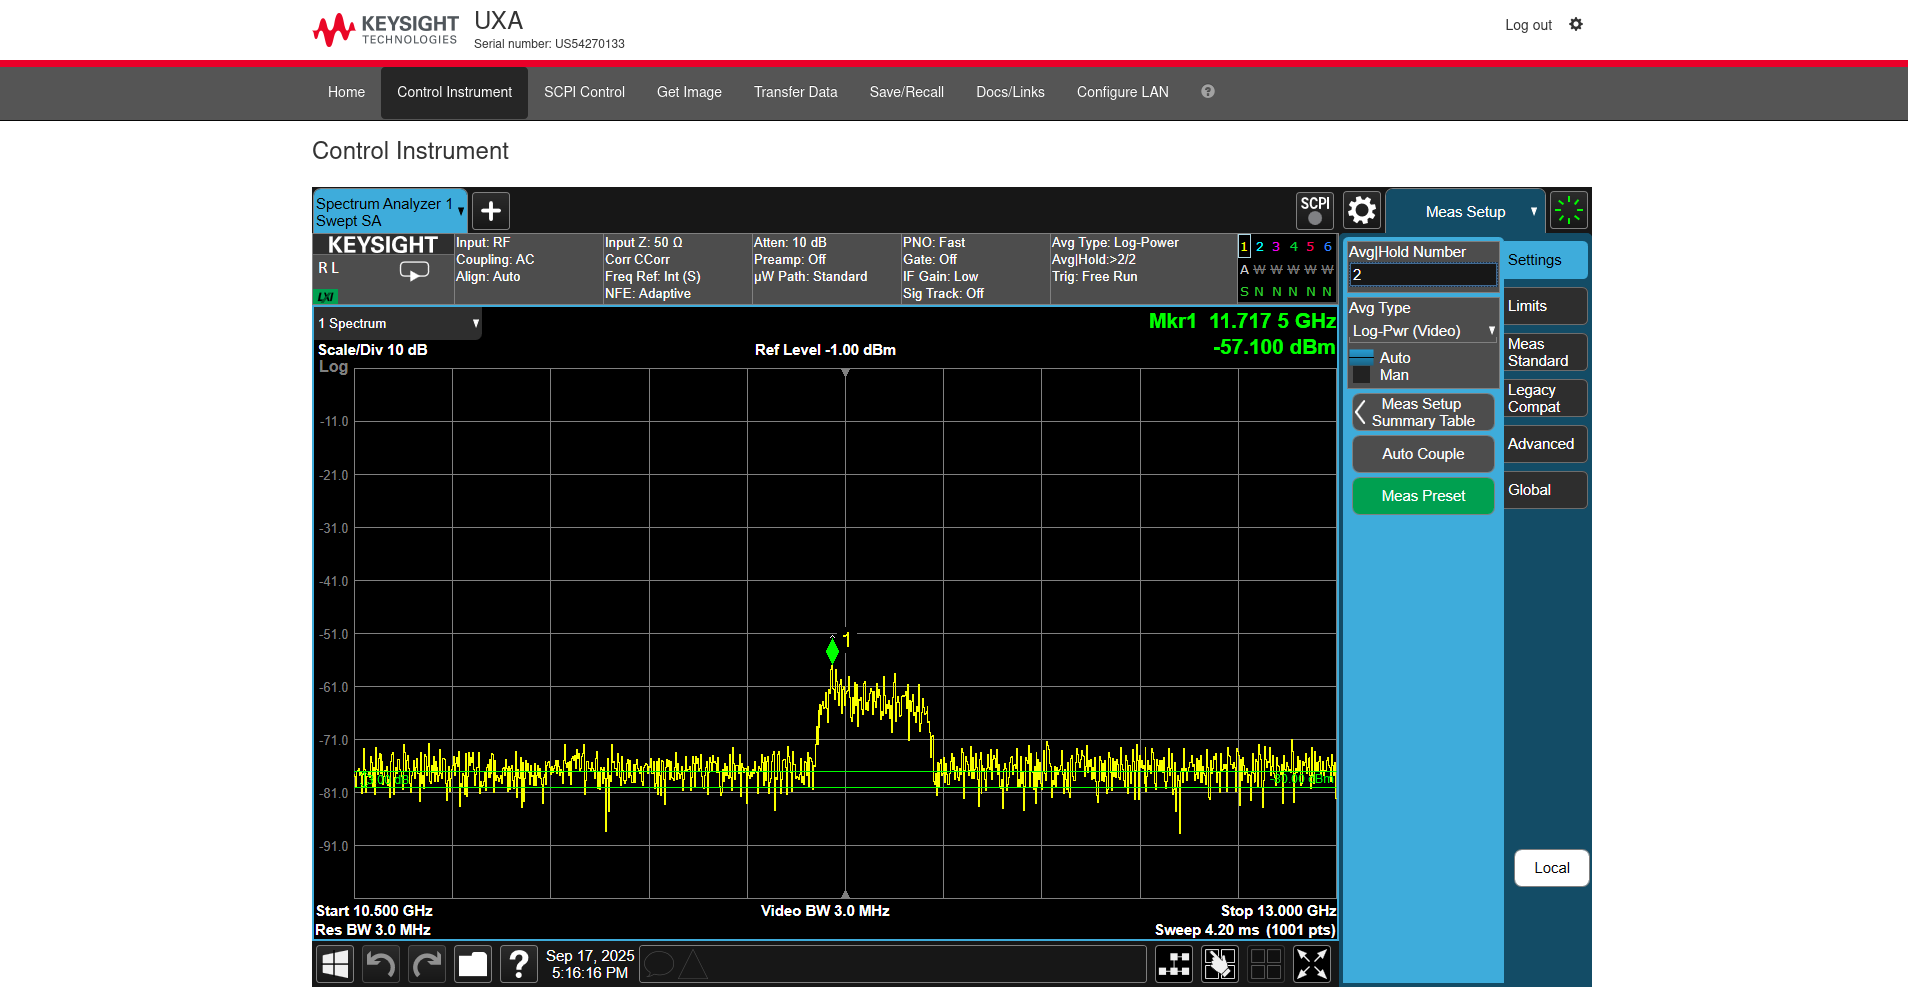 KEYSIGHT
TECHNOLOGIES
UXA
Serial number: US54270133
Log out
Home
Control Instrument
SCPI Control
Get Image
Transfer Data
Save/Recall
Docs/Links
Configure LAN
?
Control Instrument
Spectrum Analyzer 1
Swept SA
SCPI
Meas Setup
KEYSIGHT
R L
LXI
Input: RF
Coupling: AC
Align: Auto
Input Z: 50 Ω
Corr CCorr
Freq Ref: Int (S)
NFE: Adaptive
Atten: 10 dB
Preamp: Off
µW Path: Standard
PNO: Fast
Gate: Off
IF Gain: Low
Sig Track: Off
Avg Type: Log-Power
Avg|Hold:>2/2
Trig: Free Run
1 2 3 4 5 6
A W W W W W
S N N N N N
1 Spectrum
Scale/Div 10 dB
Log
Ref Level -1.00 dBm
Mkr1 11.717 5 GHz
-57.100 dBm
-11.0
-21.0
-31.0
-41.0
-51.0
-61.0
-71.0
-81.0
-91.0
1
Start 10.500 GHz
Res BW 3.0 MHz
Video BW 3.0 MHz
Stop 13.000 GHz
Sweep 4.20 ms (1001 pts)
Avg|Hold Number
2
Avg Type
Log-Pwr (Video)
Auto
Man
Meas Setup
Summary Table
Auto Couple
Meas Preset
Settings
Limits
Meas
Standard
Legacy
Compat
Advanced
Global
Local
?
Sep 17, 2025
5:16:16 PM